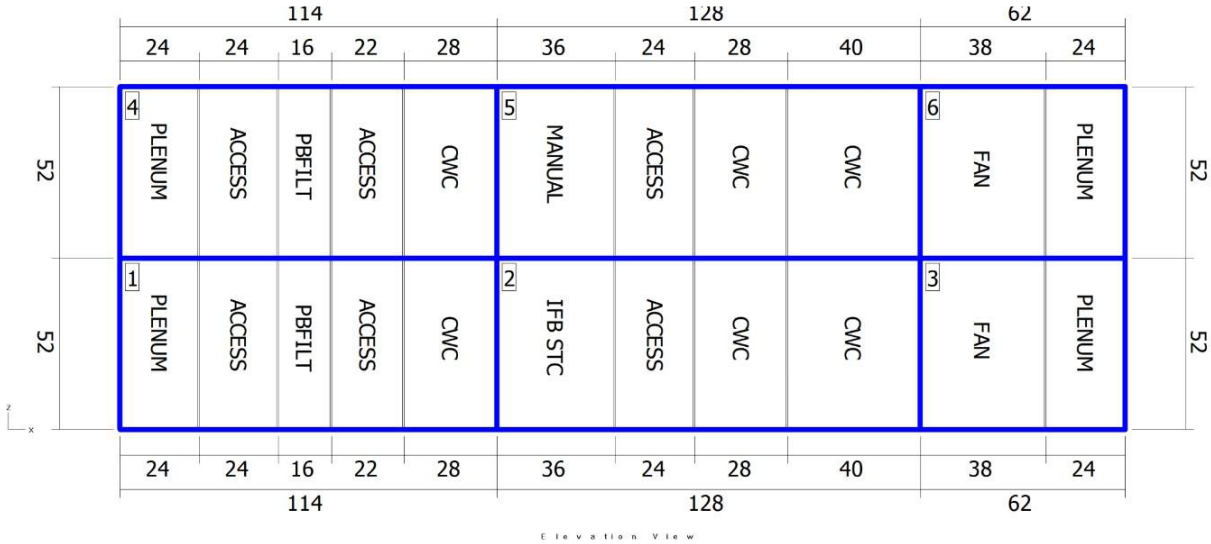 114 128 62
24 24 16 22 28 36 24 28 40 38 24
4 5 6
52 PLENUM ACCESS PBFILT ACCESS CWC MANUAL ACCESS CWC CWC FAN PLENUM 52
1 2 3
52 PLENUM ACCESS PBFILT ACCESS CWC IFB STC ACCESS CWC CWC FAN PLENUM 52
z
x
24 24 16 22 28 36 24 28 40 38 24
114 128 62
Elevation View